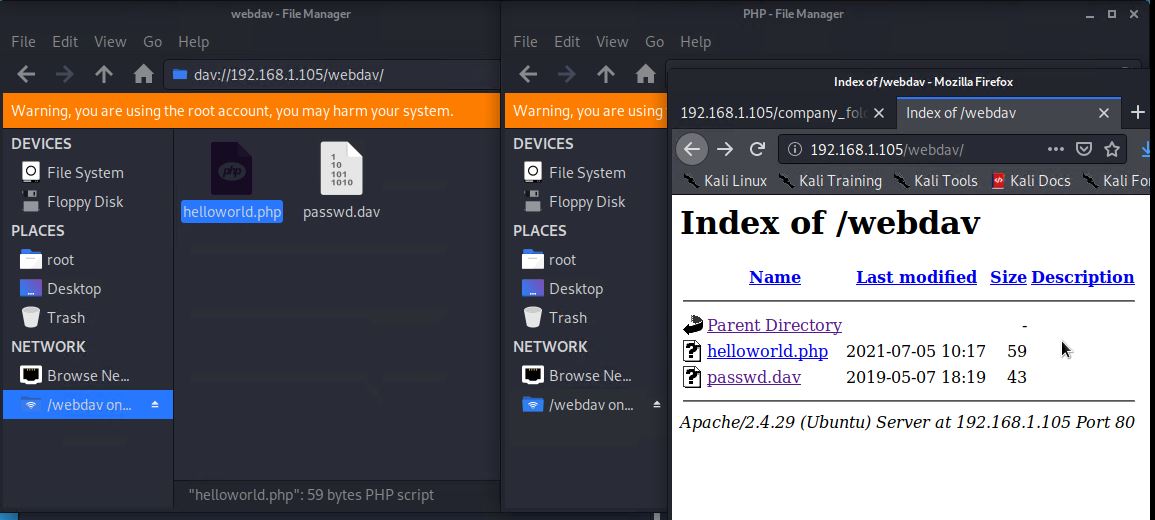 webdav - File Manager
File Edit View Go Help
dav://192.168.1.105/webdav/
Warning, you are using the root account, you may harm your system.
DEVICES
File System
Floppy Disk
PLACES
root
Desktop
Trash
NETWORK
Browse Ne...
/webdav on...
php
helloworld.php
1
10
101
1010
passwd.dav
"helloworld.php": 59 bytes PHP script
PHP - File Manager
File Edit View Go Help
Warning, you are using
DEVICES
File System
Floppy Disk
PLACES
root
Desktop
Trash
NETWORK
Browse Ne...
/webdav on...
Index of /webdav - Mozilla Firefox
192.168.1.105/company_fol
Index of /webdav
192.168.1.105/webdav/
Kali Linux Kali Training Kali Tools Kali Docs Kali Fo
Index of /webdav
Name Last modified Size Description
Parent Directory -
helloworld.php 2021-07-05 10:17 59
passwd.dav 2019-05-07 18:19 43
Apache/2.4.29 (Ubuntu) Server at 192.168.1.105 Port 80